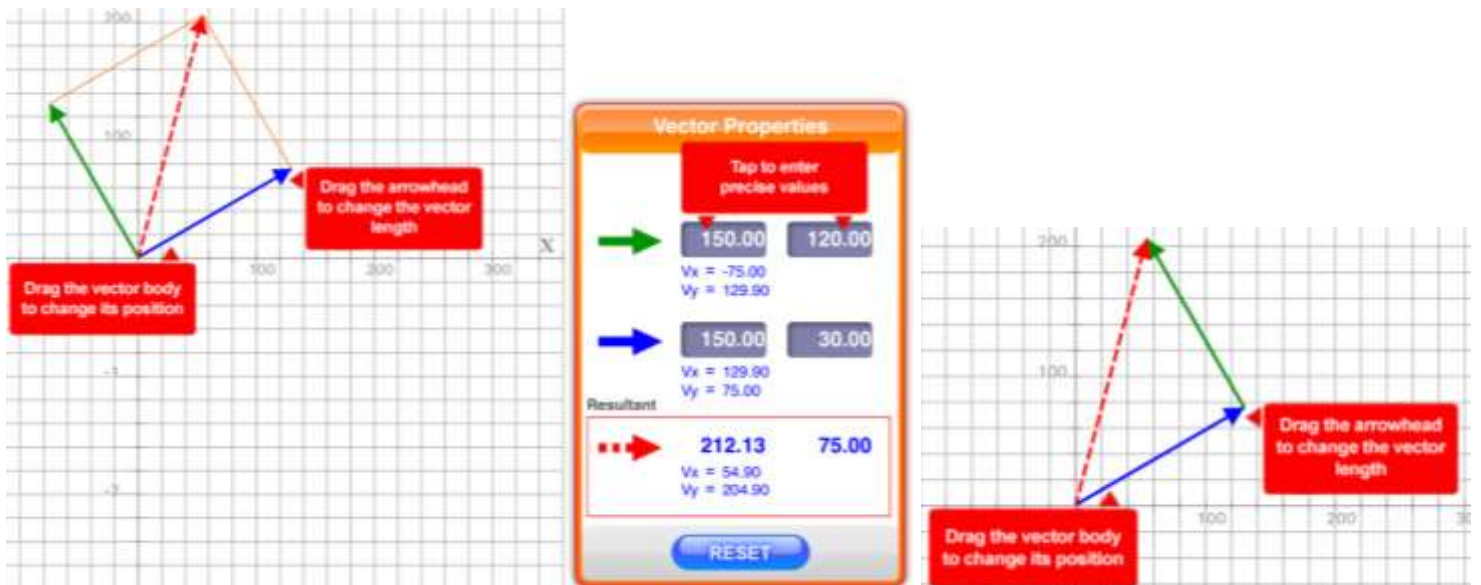 200
100
Drag the arrowhead
to change the vector
length
X
100 200 300
Drag the vector body
to change its position
-1
-2
Vector Properties
Tap to enter
precise values
150.00 120.00
Vx = -75.00
Vy = 129.90
150.00 30.00
Vx = 129.90
Vy = 75.00
Resultant
212.13 75.00
Vx = 54.90
Vy = 204.90
RESET
200
100
Drag the arrowhead
to change the vector
length
100 200 30
Drag the vector body
to change its position